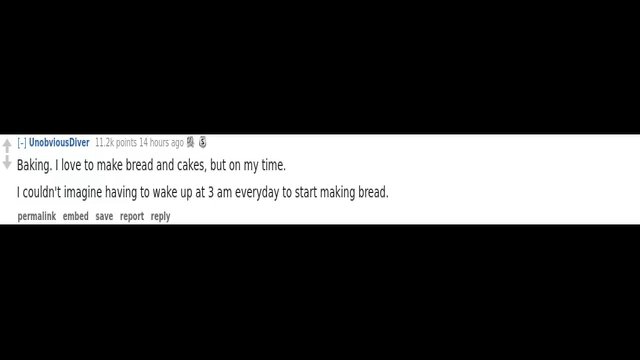 [-] UnobviousDiver 11.2k points 14 hours ago
Baking. I love to make bread and cakes, but on my time.
I couldn't imagine having to wake up at 3 am everyday to start making bread.
permalink embed save report reply